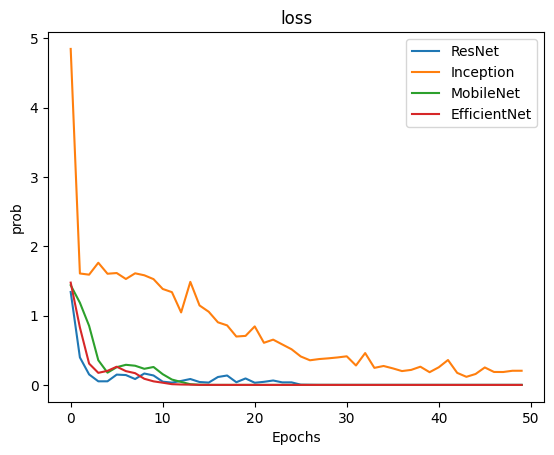 loss
5
4
3
2
1
0
prob
ResNet
Inception
MobileNet
EfficientNet
0 10 20 30 40 50
Epochs